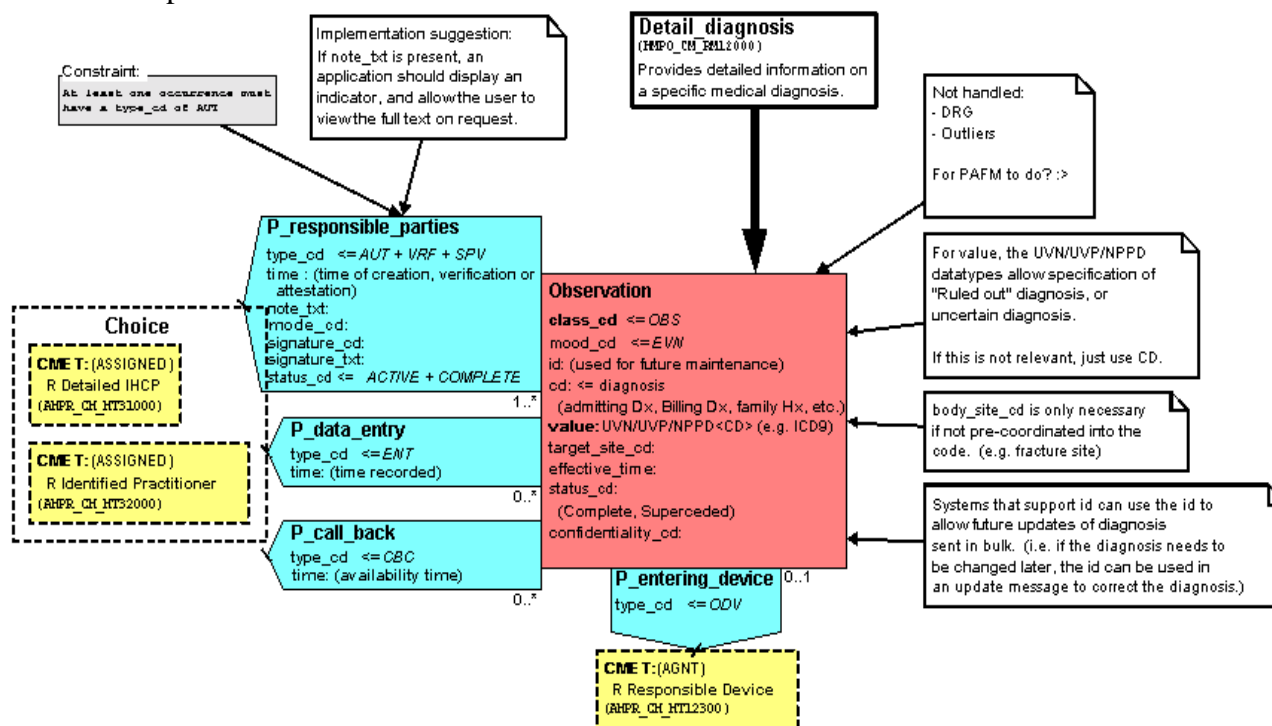 Constraint:
At least one occurrence must
have a type_cd of AUT
Implementation suggestion:
If note_txt is present, an
application should display an
indicator, and allow the user to
view the full text on request.
Detail_diagnosis
(HMPO_CM_RM12000)
Provides detailed information on
a specific medical diagnosis.
Not handled:
- DRG
- Outliers
For PAFM to do? :>
P_responsible_parties
type_cd <= AUT + VRF + SPV
time : (time of creation, verification or
attestation)
note_txt:
mode_cd:
signature_cd:
signature_txt:
status_cd <= ACTIVE + COMPLETE
1..*
Choice
CMET: (ASSIGNED)
R Detailed IHCP
(AHPR_CH_HT31000)
CMET: (ASSIGNED)
R Identified Practitioner
(AHPR_CH_HT32000)
P_data_entry
type_cd <= ENT
time: (time recorded)
0..*
P_call_back
type_cd <= CBC
time: (availability time)
0..*
Observation
class_cd <= OBS
mood_cd <= EVN
id: (used for future maintenance)
cd: <= diagnosis
(admitting Dx, Billing Dx, family Hx, etc.)
value: UVN/UVP/NPPD<CD> (e.g. ICD9)
target_site_cd:
effective_time:
status_cd:
(Complete, Superceded)
confidentiality_cd:
For value, the UVN/UVP/NPPD
datatypes allow specification of
"Ruled out" diagnosis, or
uncertain diagnosis.
If this is not relevant, just use CD.
body_site_cd is only necessary
if not pre-coordinated into the
code. (e.g. fracture site)
Systems that support id can use the id to
allow future updates of diagnosis
sent in bulk. (i.e. if the diagnosis needs to
be changed later, the id can be used in
an update message to correct the diagnosis.)
P_entering_device
0..1
type_cd <= ODV
CMET: (AGNT)
R Responsible Device
(AHPR_CH_HT12300)